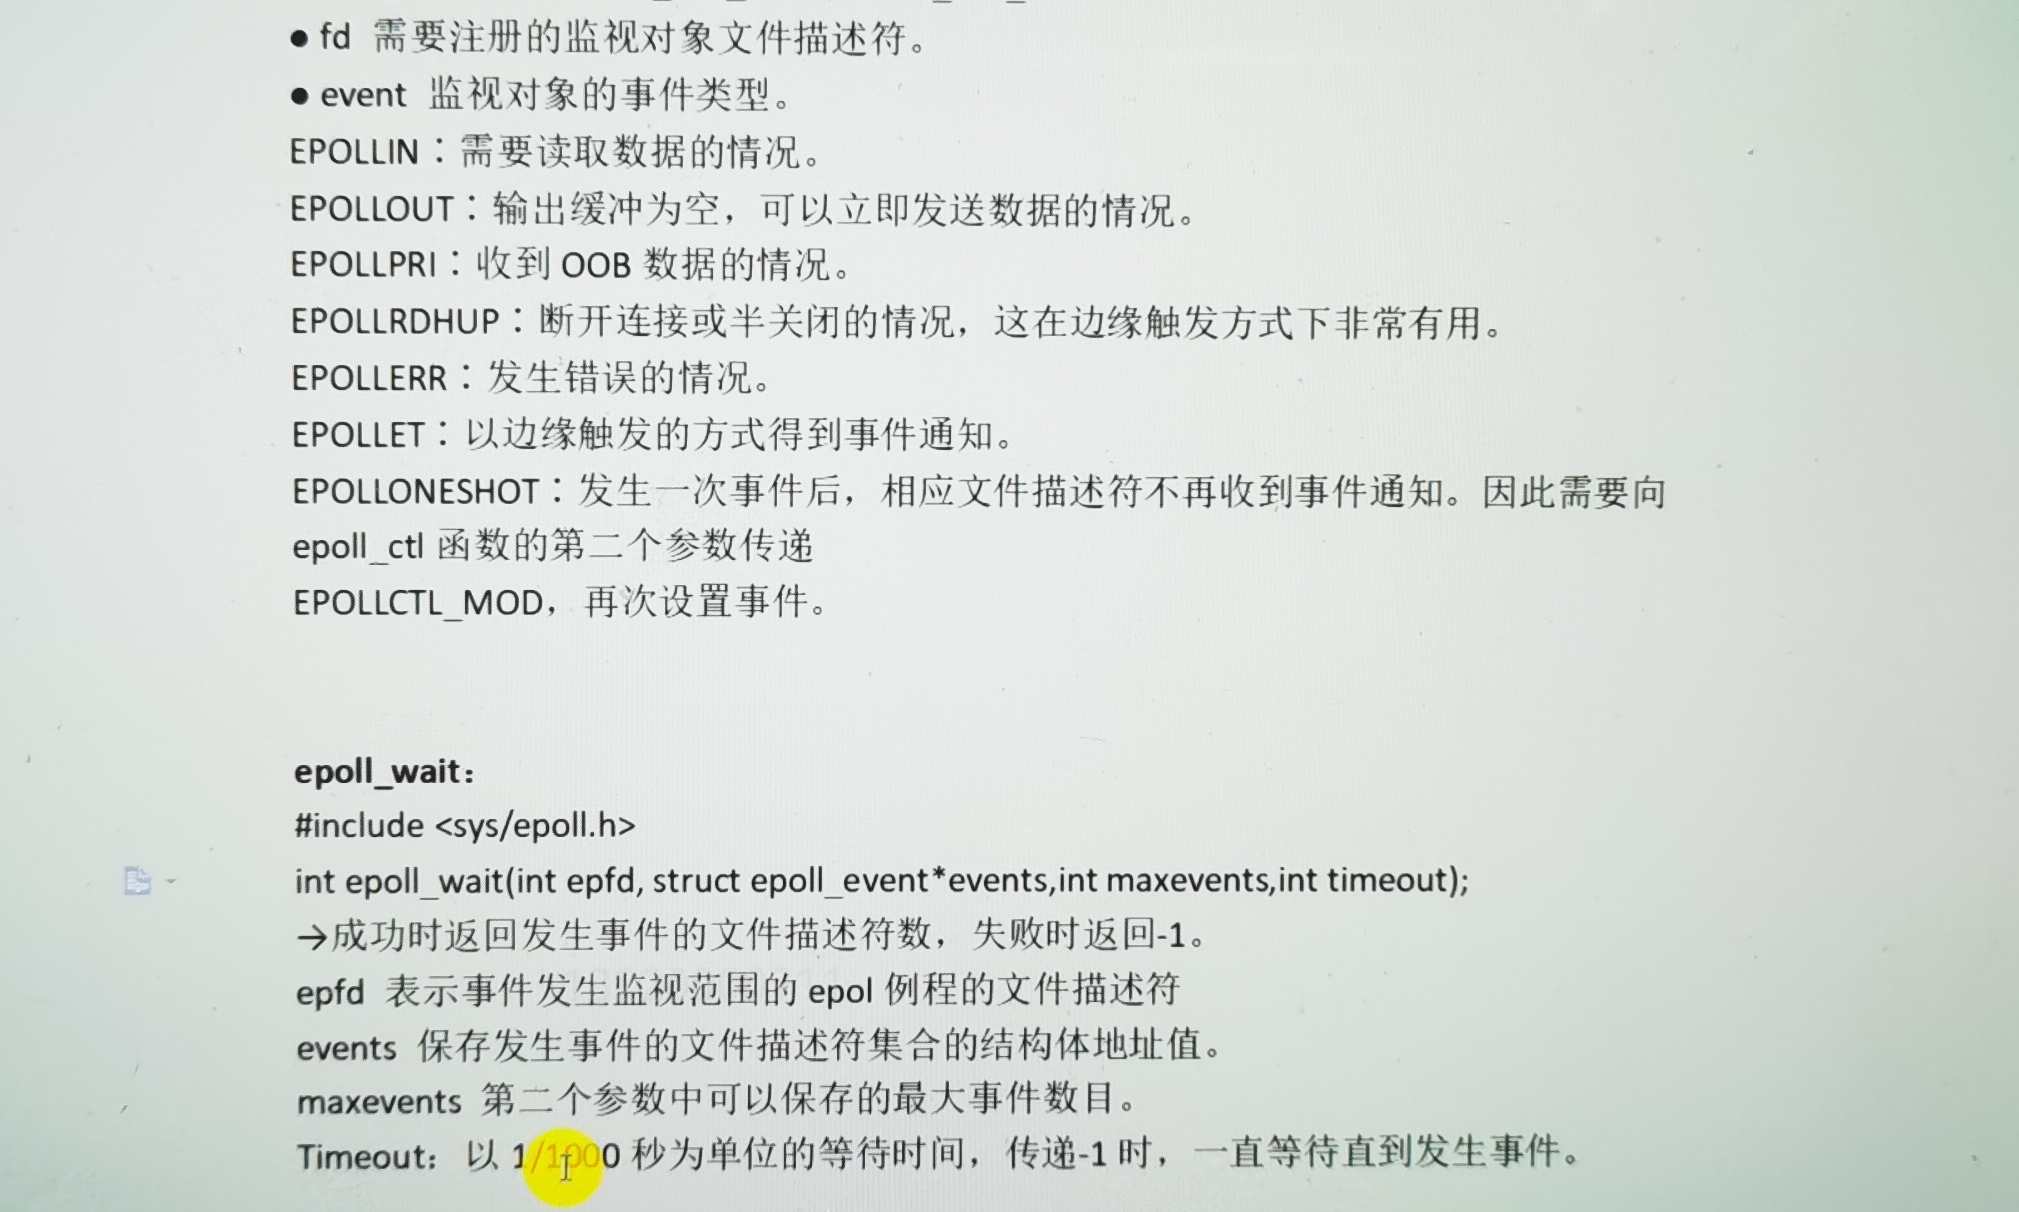 ● fd 需要注册的监视对象文件描述符。
● event 监视对象的事件类型。
EPOLLIN：需要读取数据的情况。
EPOLLOUT：输出缓冲为空，可以立即发送数据的情况。
EPOLLPRI：收到 OOB 数据的情况。
EPOLLRDHUP：断开连接或半关闭的情况，这在边缘触发方式下非常有用。
EPOLLERR：发生错误的情况。
EPOLLET：以边缘触发的方式得到事件通知。
EPOLLONESHOT：发生一次事件后，相应文件描述符不再收到事件通知。因此需要向
epoll_ctl 函数的第二个参数传递
EPOLLCTL_MOD，再次设置事件。
epoll_wait：
#include <sys/epoll.h>
int epoll_wait(int epfd, struct epoll_event*events,int maxevents,int timeout);
→成功时返回发生事件的文件描述符数，失败时返回-1。
epfd 表示事件发生监视范围的 epol 例程的文件描述符
events 保存发生事件的文件描述符集合的结构体地址值。
maxevents 第二个参数中可以保存的最大事件数目。
Timeout：以 1/1000 秒为单位的等待时间，传递-1 时，一直等待直到发生事件。